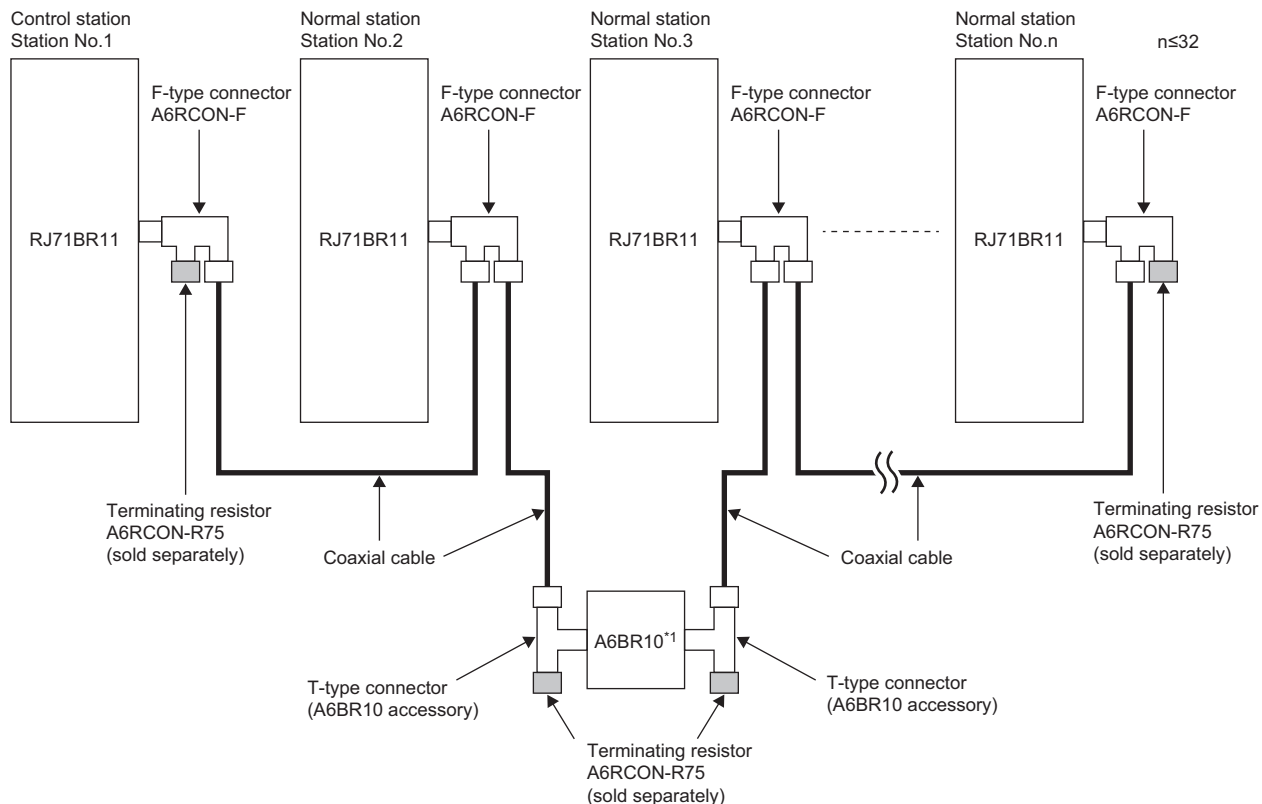 Control station
Station No.1
Normal station
Station No.2
Normal station
Station No.3
Normal station
Station No.n
n≤32
F-type connector
A6RCON-F
F-type connector
A6RCON-F
F-type connector
A6RCON-F
F-type connector
A6RCON-F
RJ71BR11
RJ71BR11
RJ71BR11
RJ71BR11
Terminating resistor
A6RCON-R75
(sold separately)
Coaxial cable
Coaxial cable
Terminating resistor
A6RCON-R75
(sold separately)
A6BR10*1
T-type connector
(A6BR10 accessory)
T-type connector
(A6BR10 accessory)
Terminating resistor
A6RCON-R75
(sold separately)